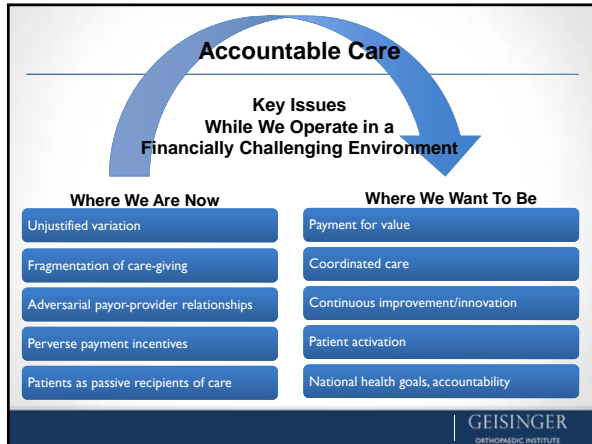 Accountable Care
Key Issues
While We Operate in a
Financially Challenging Environment
Where We Are Now
Unjustified variation
Fragmentation of care-giving
Adversarial payor-provider relationships
Perverse payment incentives
Patients as passive recipients of care
Where We Want To Be
Payment for value
Coordinated care
Continuous improvement/innovation
Patient activation
National health goals, accountability
GEISINGER
ORTHOPAEDIC INSTITUTE